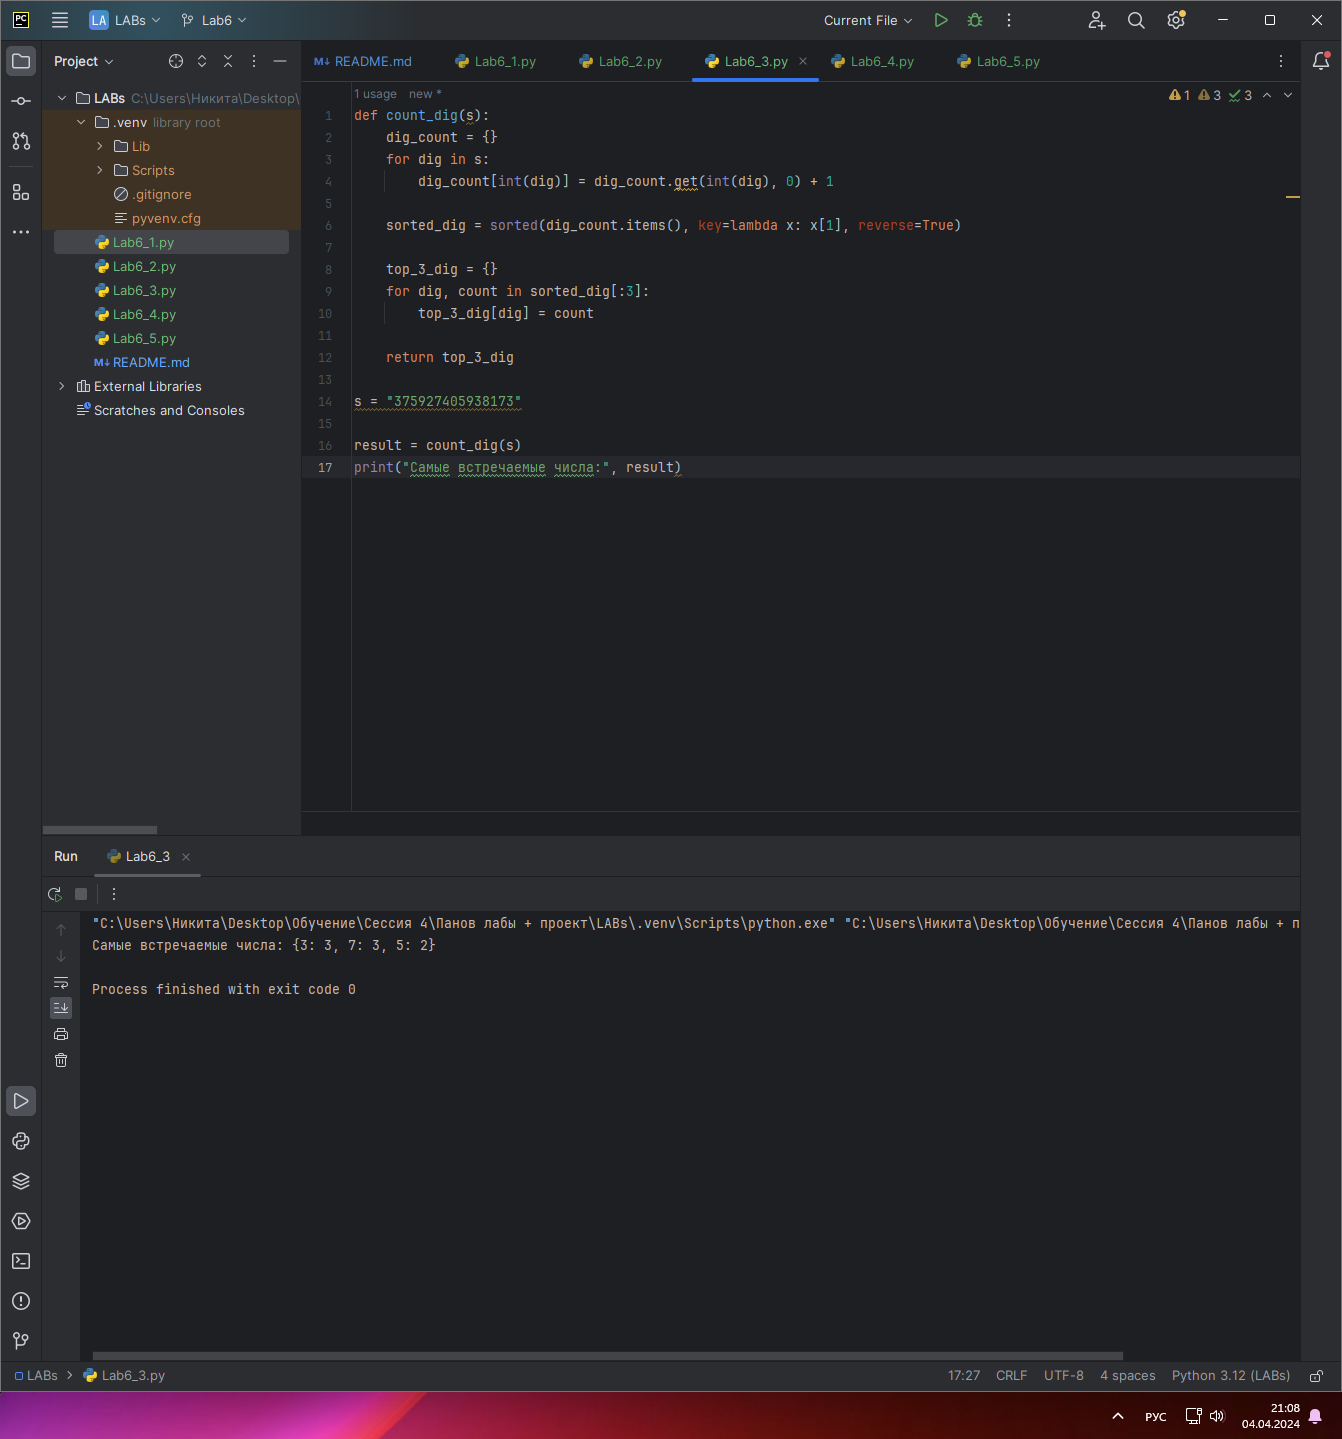 PC
LA LABs Lab6 Current File
Project
README.md Lab6_1.py Lab6_2.py Lab6_3.py Lab6_4.py Lab6_5.py
LABs C:\Users\Никита\Desktop\
.venv library root
Lib
Scripts
.gitignore
pyvenv.cfg
Lab6_1.py
Lab6_2.py
Lab6_3.py
Lab6_4.py
Lab6_5.py
README.md
External Libraries
Scratches and Consoles
1 usage new *
1 3 3
1 def count_dig(s):
2 dig_count = {}
3 for dig in s:
4 dig_count[int(dig)] = dig_count.get(int(dig), 0) + 1
5
6 sorted_dig = sorted(dig_count.items(), key=lambda x: x[1], reverse=True)
7
8 top_3_dig = {}
9 for dig, count in sorted_dig[:3]:
10 top_3_dig[dig] = count
11
12 return top_3_dig
13
14 s = "375927405938173"
15
16 result = count_dig(s)
17 print("Самые встречаемые числа:", result)
Run Lab6_3
"C:\Users\Никита\Desktop\Обучение\Сессия 4\Панов лабы + проект\LABs\.venv\Scripts\python.exe" "C:\Users\Никита\Desktop\Обучение\Сессия 4\Панов лабы + п
Самые встречаемые числа: {3: 3, 7: 3, 5: 2}
Process finished with exit code 0
LABs Lab6_3.py 17:27 CRLF UTF-8 4 spaces Python 3.12 (LABs)
РУС 21:08
04.04.2024